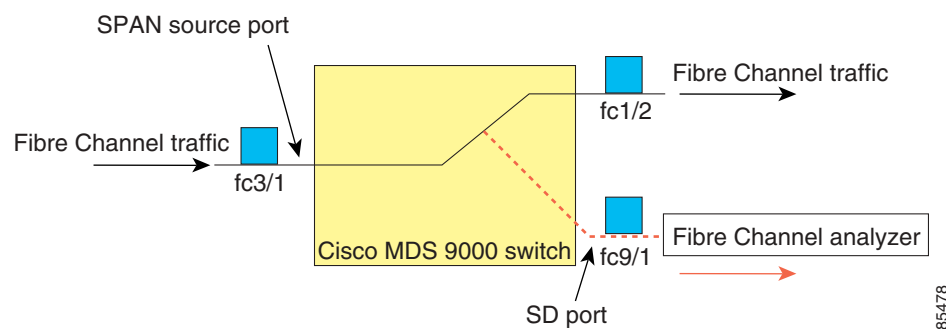 SPAN source port
Fibre Channel traffic
fc1/2
Fibre Channel traffic
fc3/1
Cisco MDS 9000 switch
Fibre Channel analyzer
fc9/1
SD port
85478